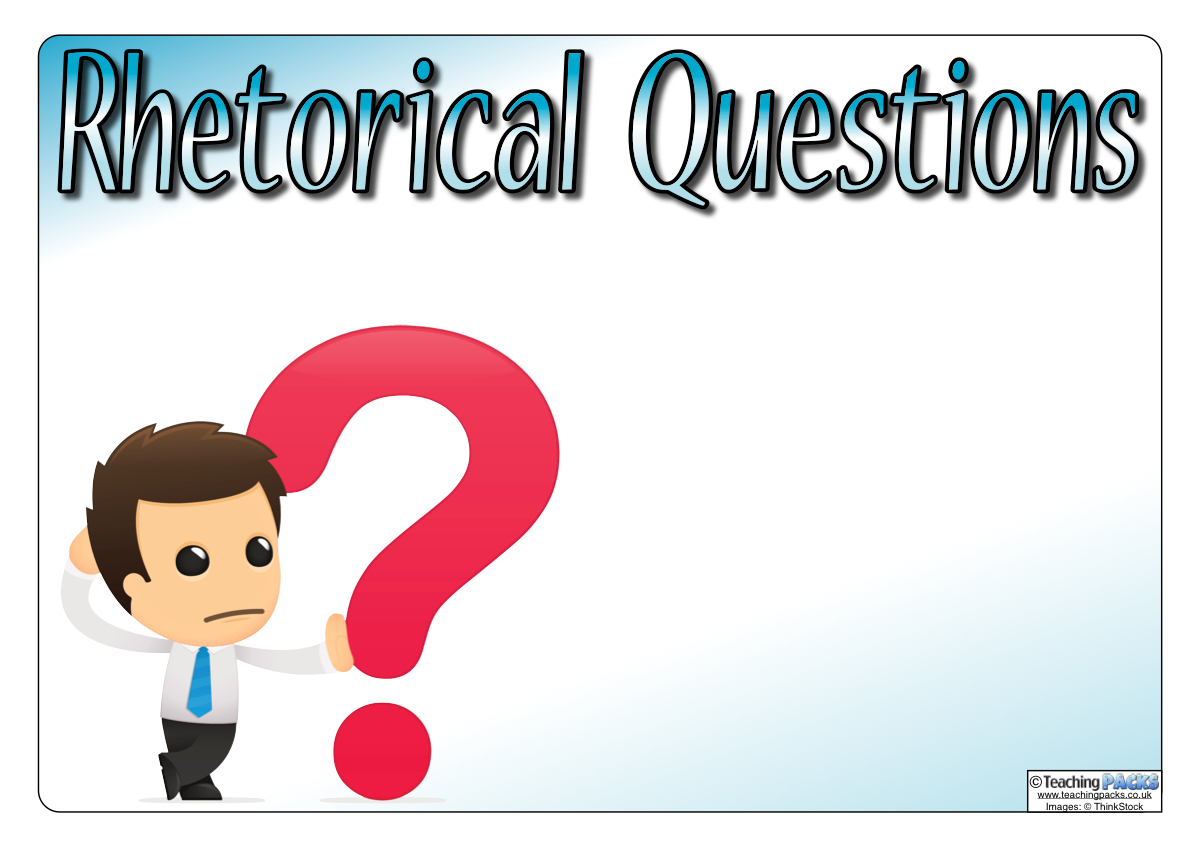 Rhetorical Questions
© Teaching PACKS
www.teachingpacks.co.uk
Images: © ThinkStock